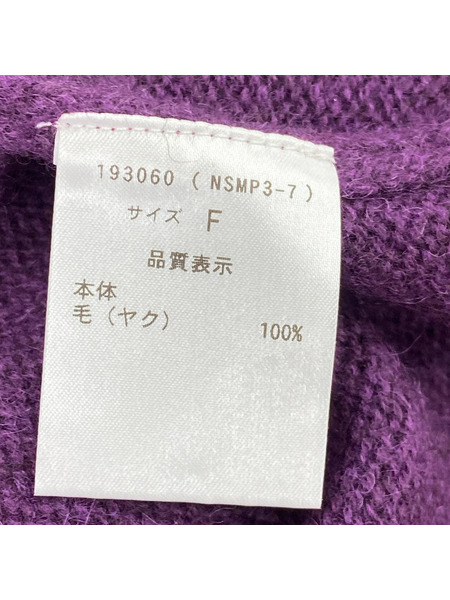 193060 ( NSMP3-7 )
サイズ F
品質表示
本体
毛（ヤク） 100%